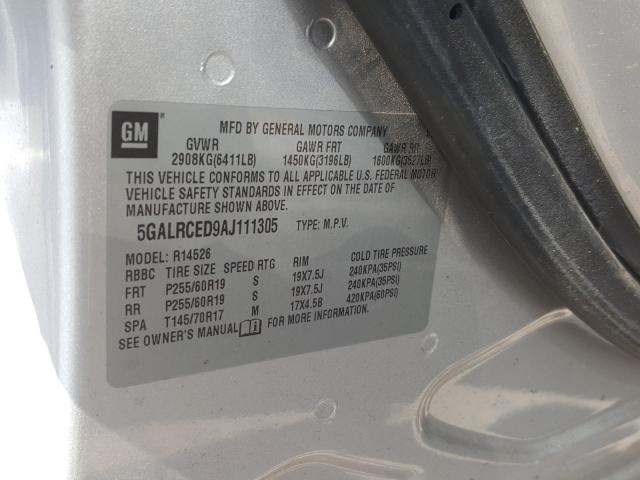 GM
MFD BY GENERAL MOTORS COMPANY
GVWR GAWR FRT GAWR RR
2908KG(6411LB) 1450KG(3196LB) 1600KG(3527LB)
THIS VEHICLE CONFORMS TO ALL APPLICABLE U.S. FEDERAL MOTOR
VEHICLE SAFETY STANDARDS IN EFFECT ON THE DATE OF
MANUFACTURE SHOWN ABOVE.
5GALRCED9AJ111305 TYPE: M.P.V.
MODEL: R14526
RBBC TIRE SIZE SPEED RTG RIM COLD TIRE PRESSURE
FRT P255/60R19 S 19X7.5J 240KPA(35PSI)
RR P255/60R19 S 19X7.5J 240KPA(35PSI)
SPA T145/70R17 M 17X4.5B 420KPA(60PSI)
SEE OWNER'S MANUAL FOR MORE INFORMATION.